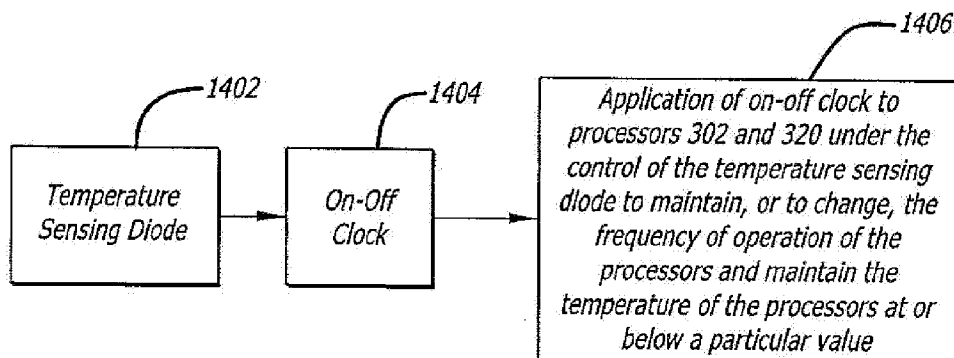 1402
1404
1406
Temperature
Sensing Diode
On-Off
Clock
Application of on-off clock to
processors 302 and 320 under the
control of the temperature sensing
diode to maintain, or to change, the
frequency of operation of the
processors and maintain the
temperature of the processors at or
below a particular value